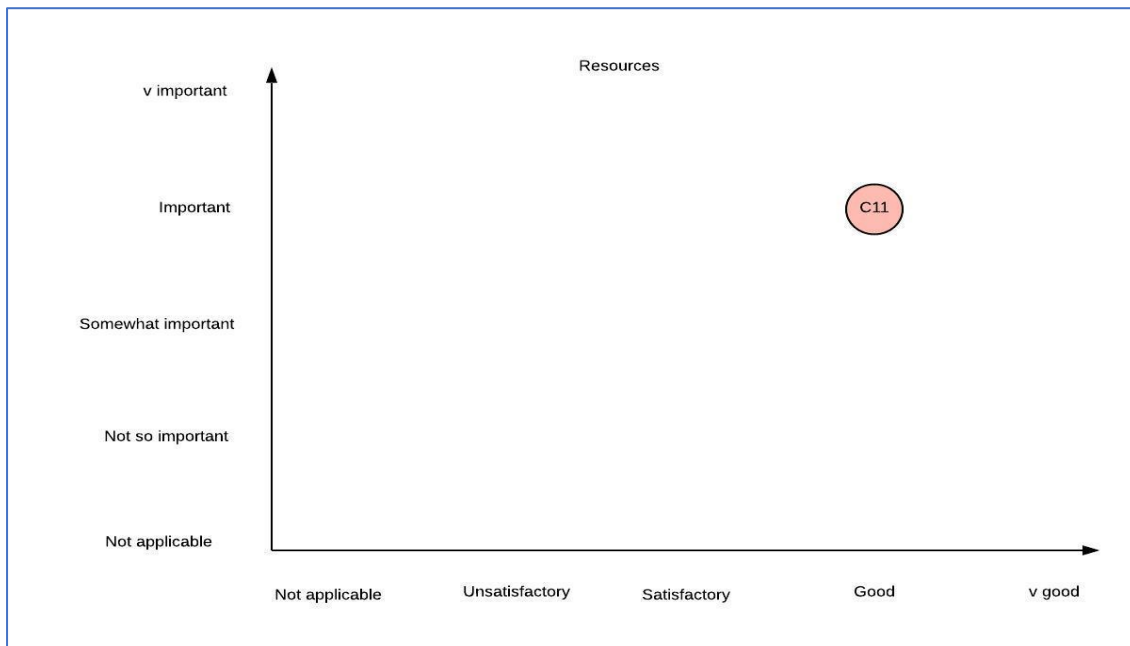 Resources
v important
Important
C11
Somewhat important
Not so important
Not applicable
Not applicable
Unsatisfactory
Satisfactory
Good
v good